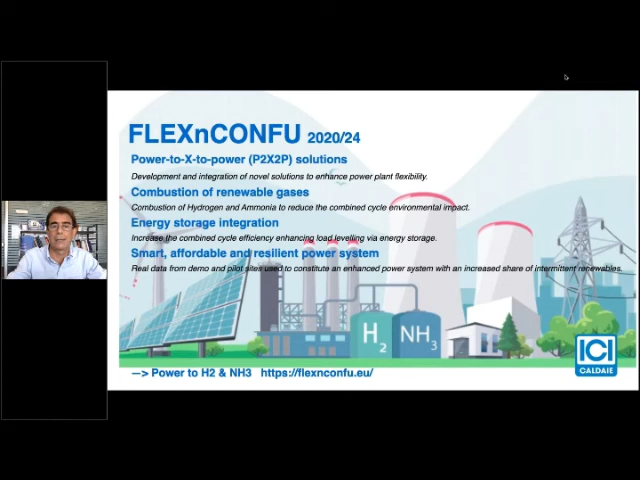 FLEXnCONFU 2020/24
Power-to-X-to-power (P2X2P) solutions
Development and integration of novel solutions to enhance power plant flexibility.
Combustion of renewable gases
Combustion of Hydrogen and Ammonia to reduce the combined cycle environmental impact.
Energy storage integration
Increase the combined cycle efficiency enhancing load levelling via energy storage.
Smart, affordable and resilient power system
Real data from demo and pilot sites used to constitute an enhanced power system with an increased share of intermittent renewables.
H2 NH3
ICI
CALDAIE
—> Power to H2 & NH3 https://flexnconfu.eu/